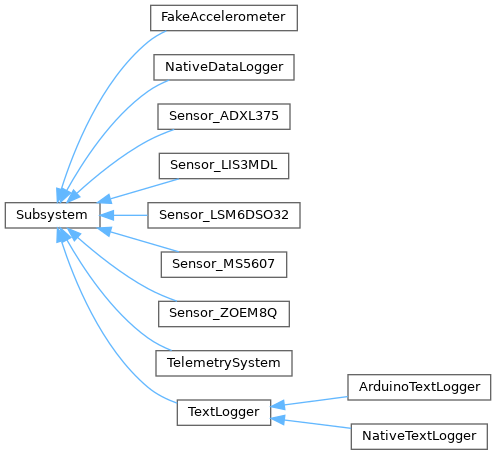 FakeAccelerometer
NativeDataLogger
Sensor_ADXL375
Sensor_LIS3MDL
Subsystem
Sensor_LSM6DSO32
Sensor_MS5607
Sensor_ZOEM8Q
TelemetrySystem
TextLogger
ArduinoTextLogger
NativeTextLogger